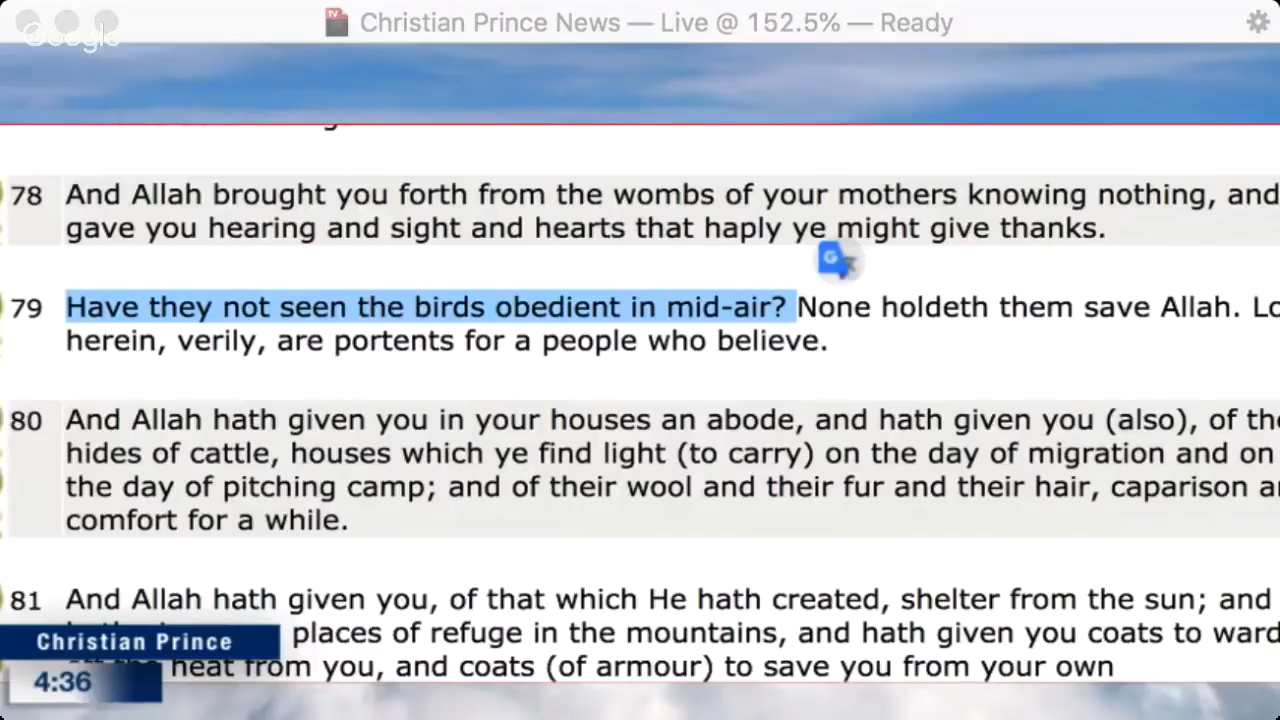 Christian Prince News — Live @ 152.5% — Ready
Google
78 And Allah brought you forth from the wombs of your mothers knowing nothing, and
gave you hearing and sight and hearts that haply ye might give thanks.
79 Have they not seen the birds obedient in mid-air? None holdeth them save Allah. Lo
herein, verily, are portents for a people who believe.
80 And Allah hath given you in your houses an abode, and hath given you (also), of the
hides of cattle, houses which ye find light (to carry) on the day of migration and on
the day of pitching camp; and of their wool and their fur and their hair, caparison
comfort for a while.
81 And Allah hath given you, of that which He hath created, shelter from the sun; and
places of refuge in the mountains, and hath given you coats to ward
off the heat from you, and coats (of armour) to save you from your own
Christian Prince
4:36